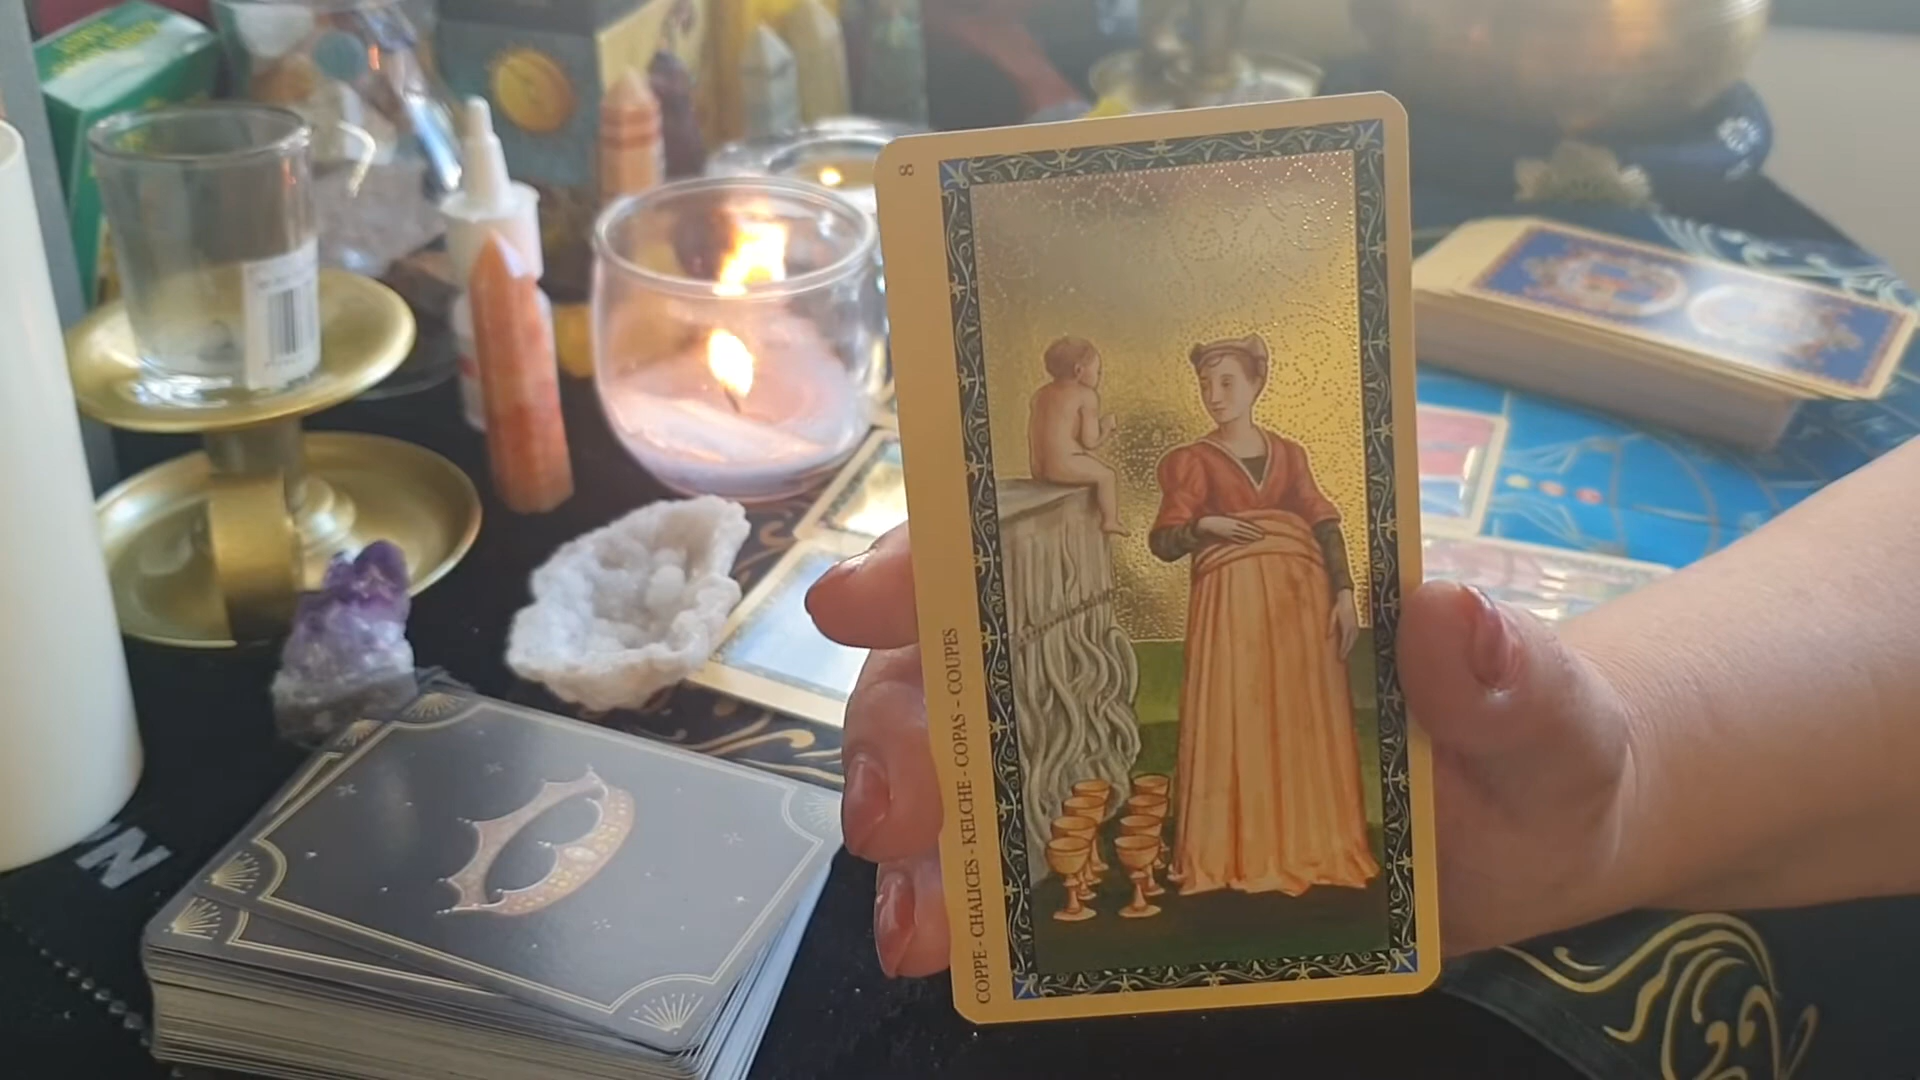 8
COPPE - CHALICES - KELCHE - COPAS - COUPES
N